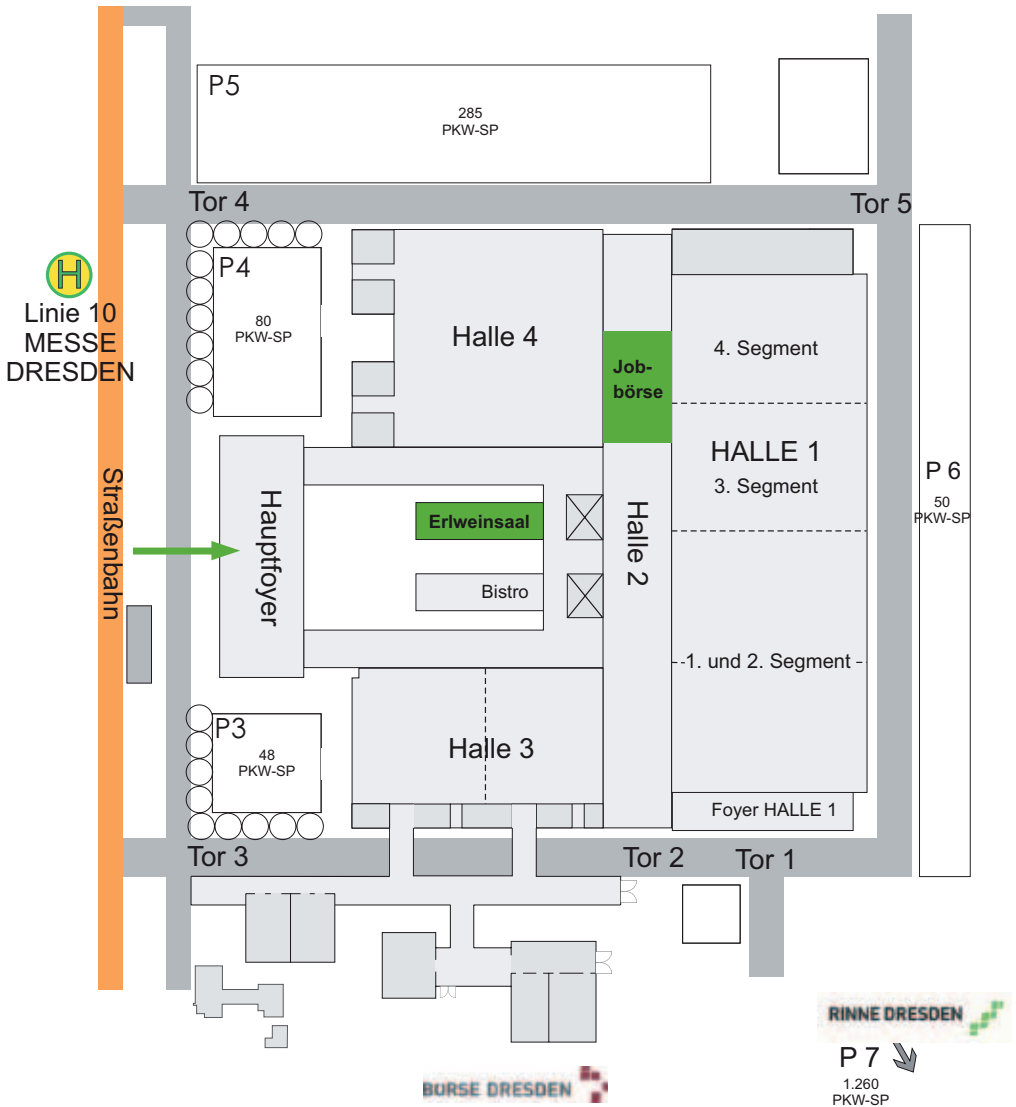 P5
285
PKW-SP
Tor 4
Tor 5
H
Linie 10
MESSE
DRESDEN
P4
80
PKW-SP
Halle 4
Job-
börse
4. Segment
HALLE 1
3. Segment
P 6
50
PKW-SP
Straßenbahn
Hauptfoyer
Erlweinsaal
Bistro
Halle 2
1. und 2. Segment
P3
48
PKW-SP
Halle 3
Foyer HALLE 1
Tor 3
Tor 2
Tor 1
RINNE DRESDEN
P 7
1.260
PKW-SP
BÖRSE DRESDEN